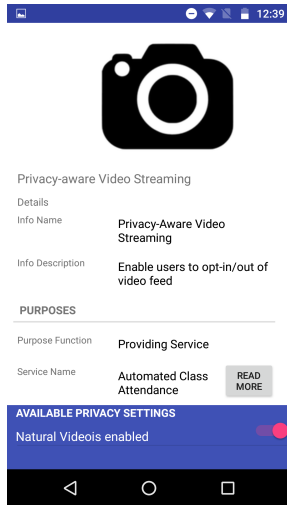 12:39
Privacy-aware Video Streaming
Details
Info Name
Privacy-Aware Video
Streaming
Info Description
Enable users to opt-in/out of
video feed
PURPOSES
Purpose Function
Providing Service
Service Name
Automated Class
Attendance
READ
MORE
AVAILABLE PRIVACY SETTINGS
Natural Videois enabled